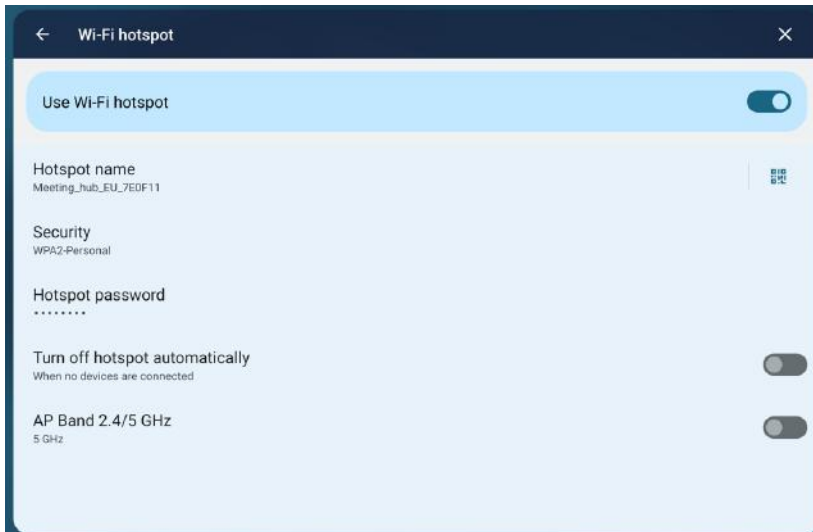 Wi-Fi hotspot
Use Wi-Fi hotspot
Hotspot name
Meeting_hub_EU_7E0F11
Security
WPA2-Personal
Hotspot password
........
Turn off hotspot automatically
When no devices are connected
AP Band 2.4/5 GHz
5 GHz